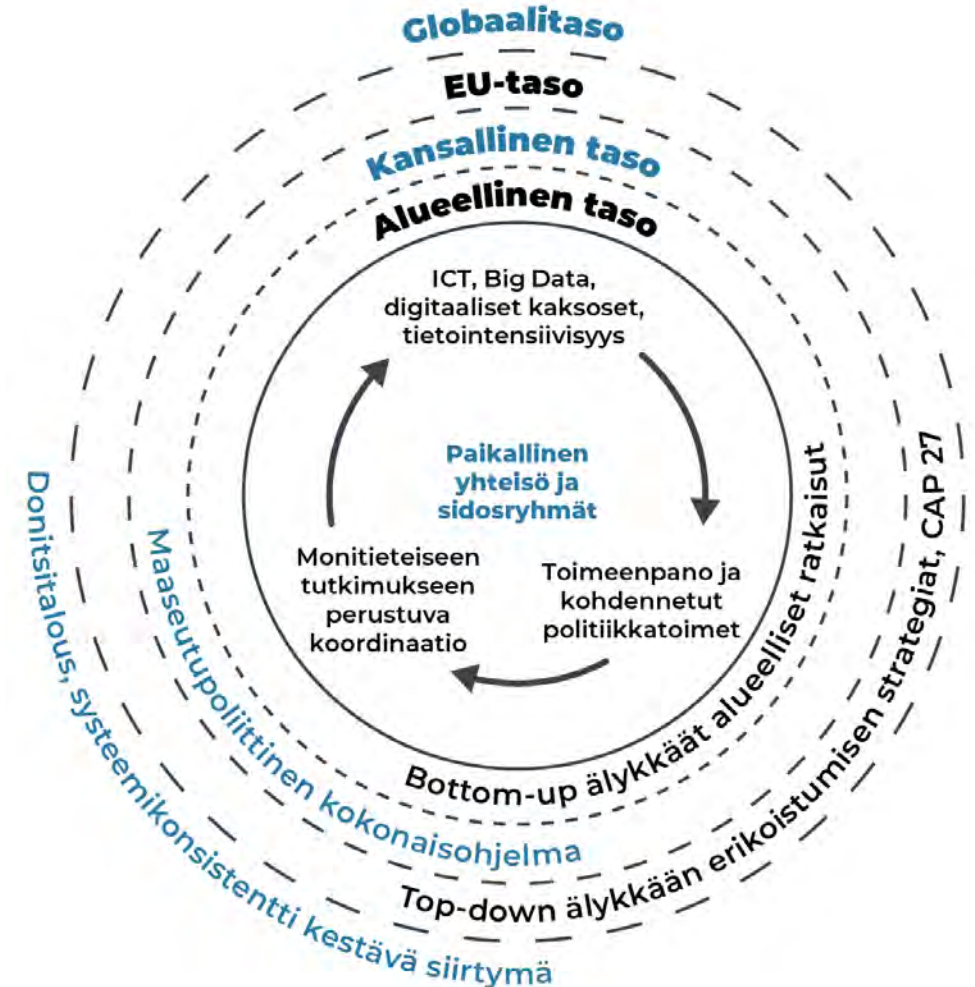 Globaalitaso
EU-taso
Kansallinen taso
Alueellinen taso
ICT, Big Data,
digitaaliset kaksoset,
tietointensiivisyys
Paikallinen
yhteisö ja
sidosryhmät
Monitieteiseen
tutkimukseen
perustuva
koordinaatio
Toimeenpano ja
kohdennetut
politiikkatoimet
Bottom-up älykkäät alueelliset ratkaisut
Maaseutupoliittinen kokonaisohjelma
Top-down älykkään erikoistumisen strategiat, CAP 27
Donitsitalous, systeemikonsistentti kestävä siirtymä